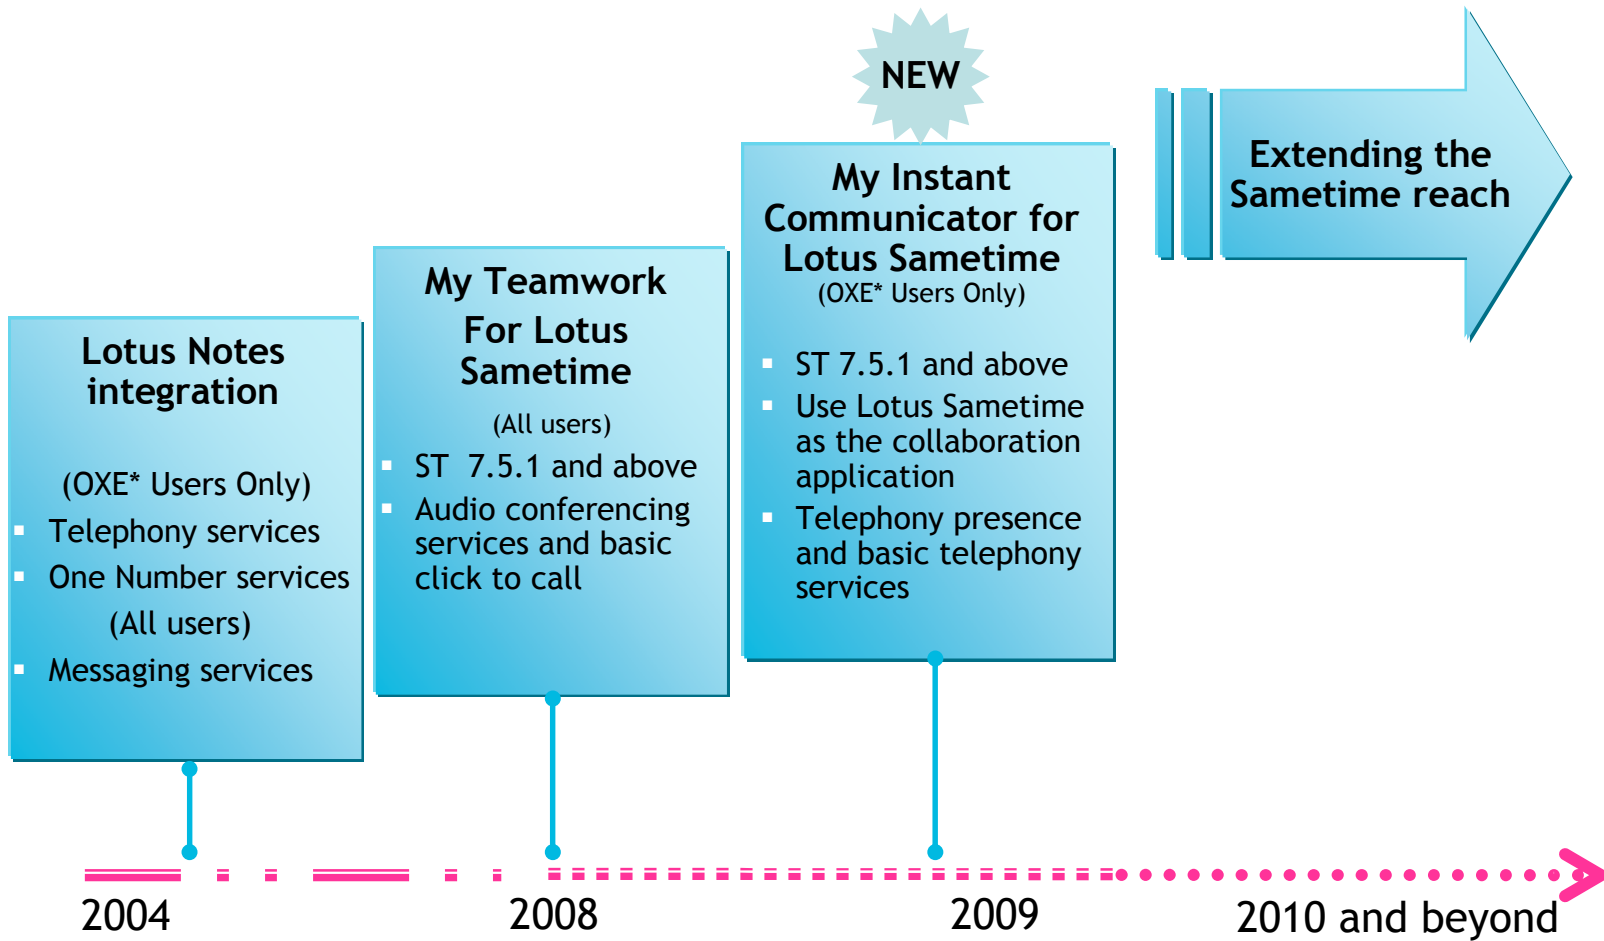 NEW
Extending the
Sametime reach
My Instant
Communicator for
Lotus Sametime
(OXE* Users Only)
▪ ST 7.5.1 and above
▪ Use Lotus Sametime
as the collaboration
application
▪ Telephony presence
and basic telephony
services
My Teamwork
For Lotus
Sametime
(All users)
▪ ST 7.5.1 and above
▪ Audio conferencing
services and basic
click to call
Lotus Notes
integration
(OXE* Users Only)
▪ Telephony services
▪ One Number services
(All users)
▪ Messaging services
2004
2008
2009
2010 and beyond